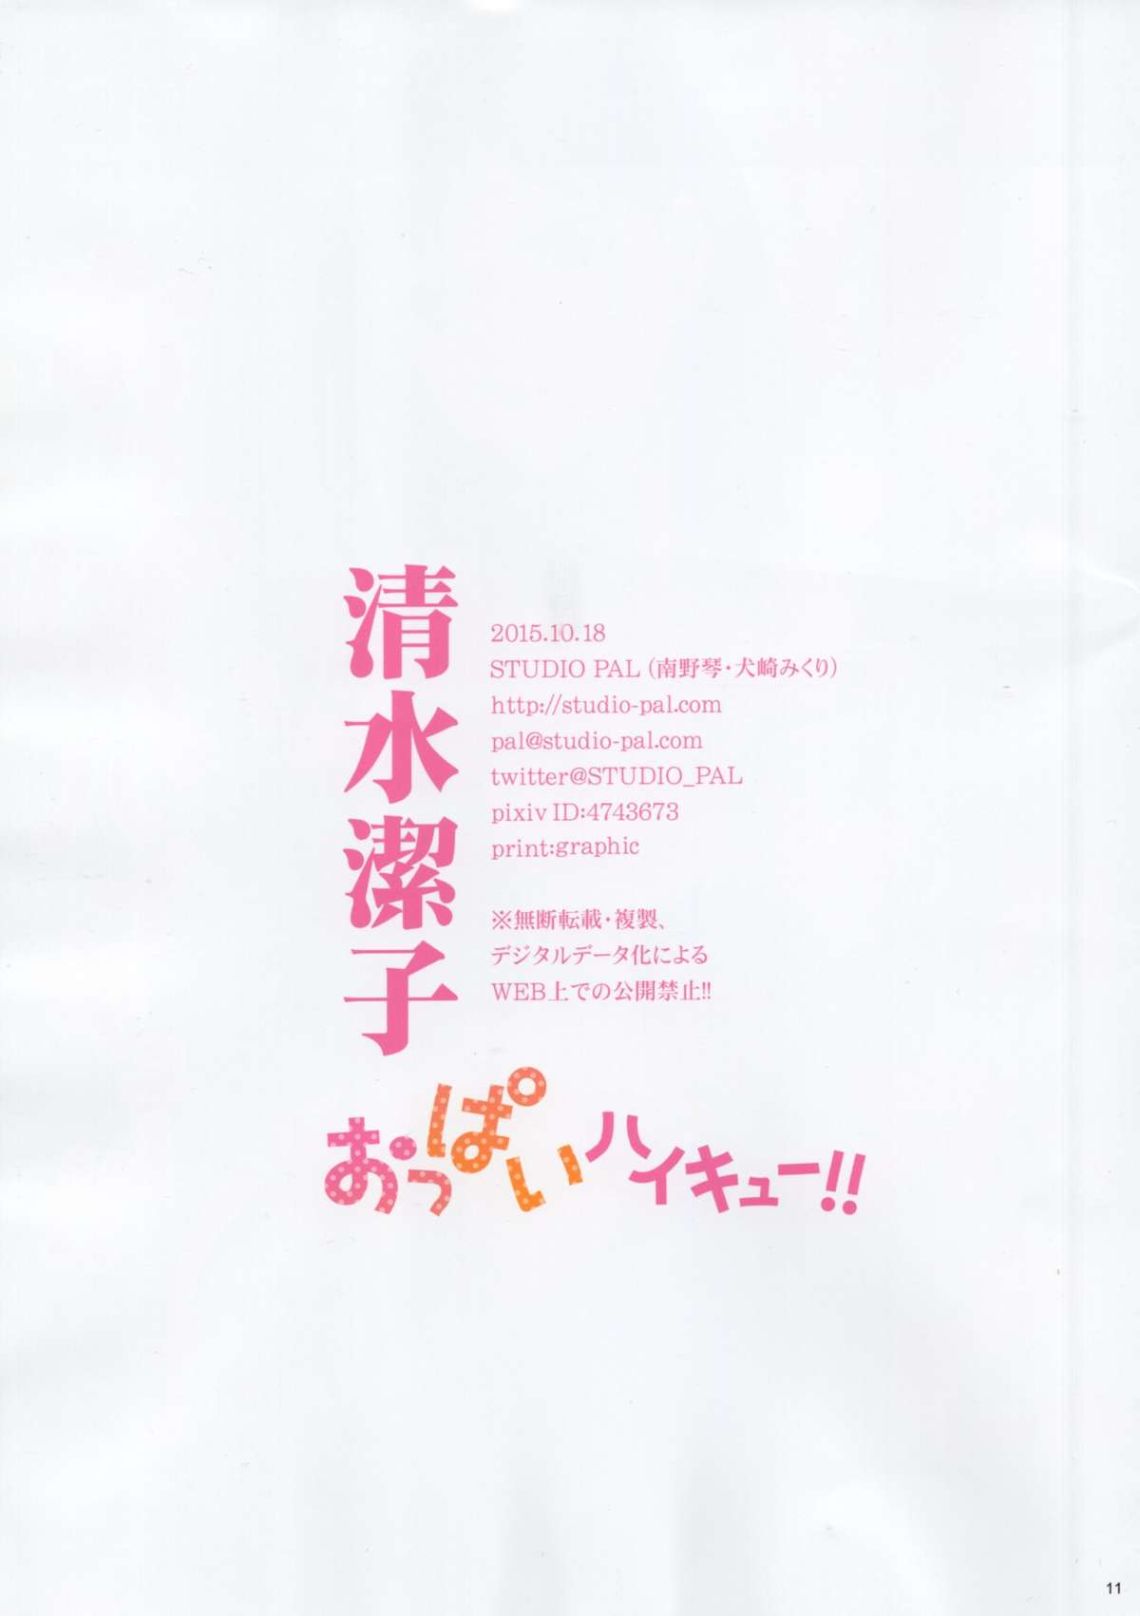 清水潔子
2015.10.18
STUDIO PAL（南野琴・犬崎みくり）
http://studio-pal.com
pal@studio-pal.com
twitter@STUDIO_PAL
pixiv ID:4743673
print:graphic
※無断転載・複製、
デジタルデータ化による
WEB上での公開禁止!!
おっぱいハイキュー!!
11